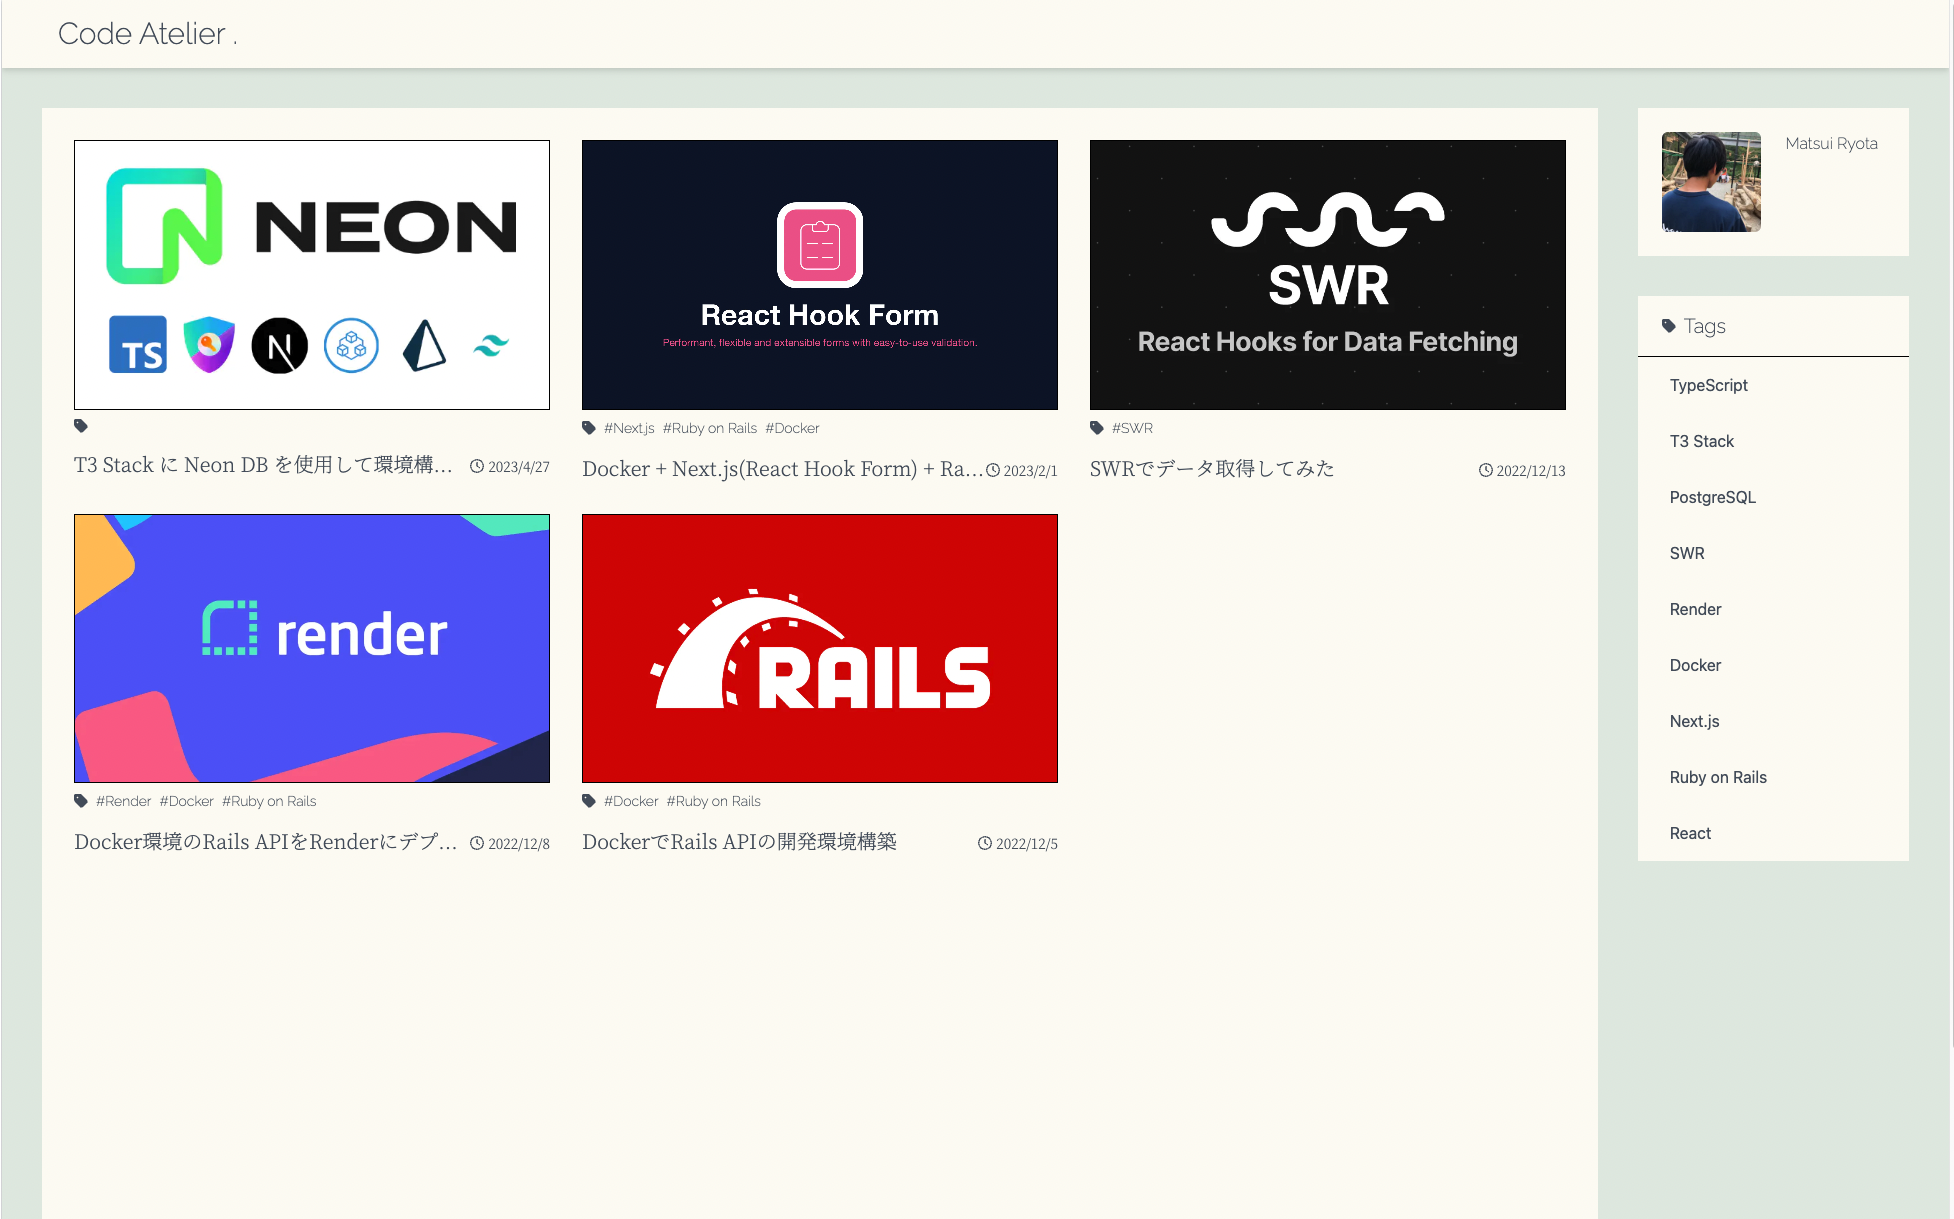 Code Atelier .
NEON
TS
N
T3 Stack に Neon DB を使用して環境構... 2023/4/27
React Hook Form
Performant, flexible and extensible forms with easy-to-use validation.
#Next.js #Ruby on Rails #Docker
Docker + Next.js(React Hook Form) + Ra... 2023/2/1
SWR
React Hooks for Data Fetching
#SWR
SWRでデータ取得してみた 2022/12/13
render
#Render #Docker #Ruby on Rails
Docker環境のRails APIをRenderにデプ... 2022/12/8
RAILS
#Docker #Ruby on Rails
DockerでRails APIの開発環境構築 2022/12/5
Matsui Ryota
Tags
TypeScript
T3 Stack
PostgreSQL
SWR
Render
Docker
Next.js
Ruby on Rails
React